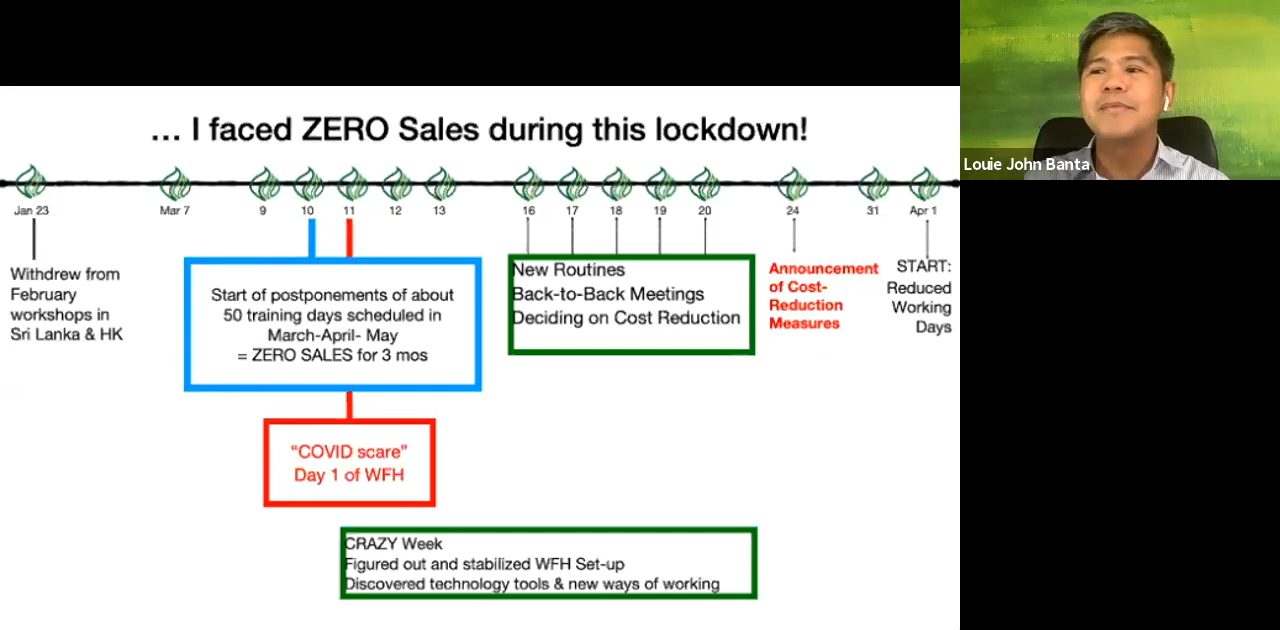 ... I faced ZERO Sales during this lockdown!
Louie John Banta
Jan 23
Mar 7
9
10
11
12
13
16
17
18
19
20
24
31
Apr 1
Withdrew from
February
workshops in
Sri Lanka & HK
Start of postponements of about
50 training days scheduled in
March-April- May
= ZERO SALES for 3 mos
New Routines
Back-to-Back Meetings
Deciding on Cost Reduction
Announcement
of Cost-
Reduction
Measures
START:
Reduced
Working
Days
“COVID scare”
Day 1 of WFH
CRAZY Week
Figured out and stabilized WFH Set-up
Discovered technology tools & new ways of working